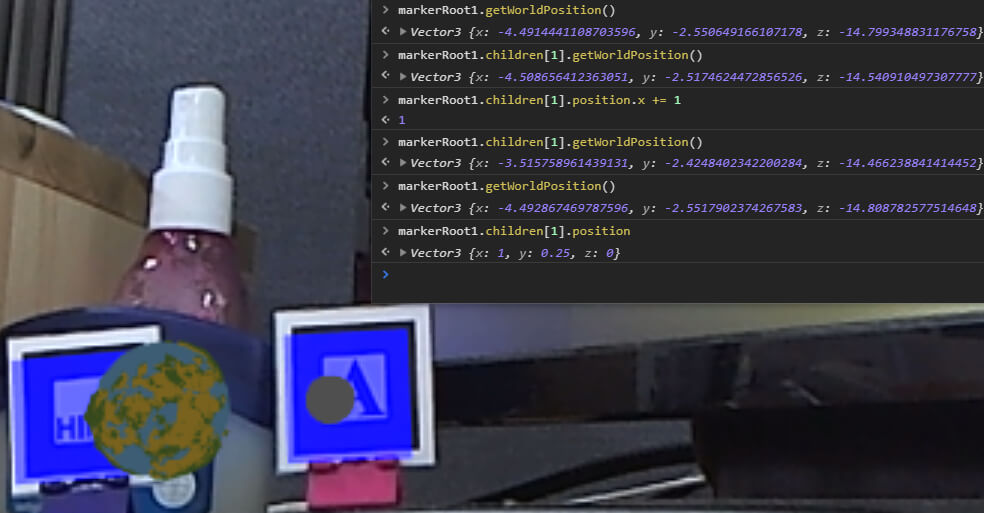 > markerRoot1.getWorldPosition()
<· ▶Vector3 {x: -4.4914441108703596, y: -2.550649166107178, z: -14.799348831176758}
> markerRoot1.children[1].getWorldPosition()
<· ▶Vector3 {x: -4.508656412363051, y: -2.5174624472856526, z: -14.540910497307777}
> markerRoot1.children[1].position.x += 1
<· 1
> markerRoot1.children[1].getWorldPosition()
<· ▶Vector3 {x: -3.515758961439131, y: -2.4248402342200284, z: -14.466238841414452}
> markerRoot1.getWorldPosition()
<· ▶Vector3 {x: -4.492867469787596, y: -2.5517902374267583, z: -14.808782577514648}
> markerRoot1.children[1].position
<· ▶Vector3 {x: 1, y: 0.25, z: 0}
>
A